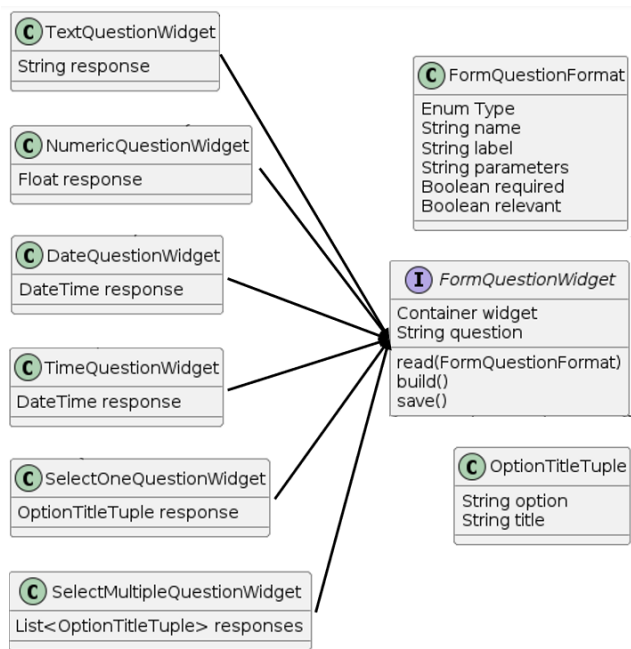 C TextQuestionWidget
String response
C NumericQuestionWidget
Float response
C DateQuestionWidget
DateTime response
C TimeQuestionWidget
DateTime response
C SelectOneQuestionWidget
OptionTitleTuple response
C SelectMultipleQuestionWidget
List<OptionTitleTuple> responses
C FormQuestionFormat
Enum Type
String name
String label
String parameters
Boolean required
Boolean relevant
I FormQuestionWidget
Container widget
String question
read(FormQuestionFormat)
build()
save()
C OptionTitleTuple
String option
String title